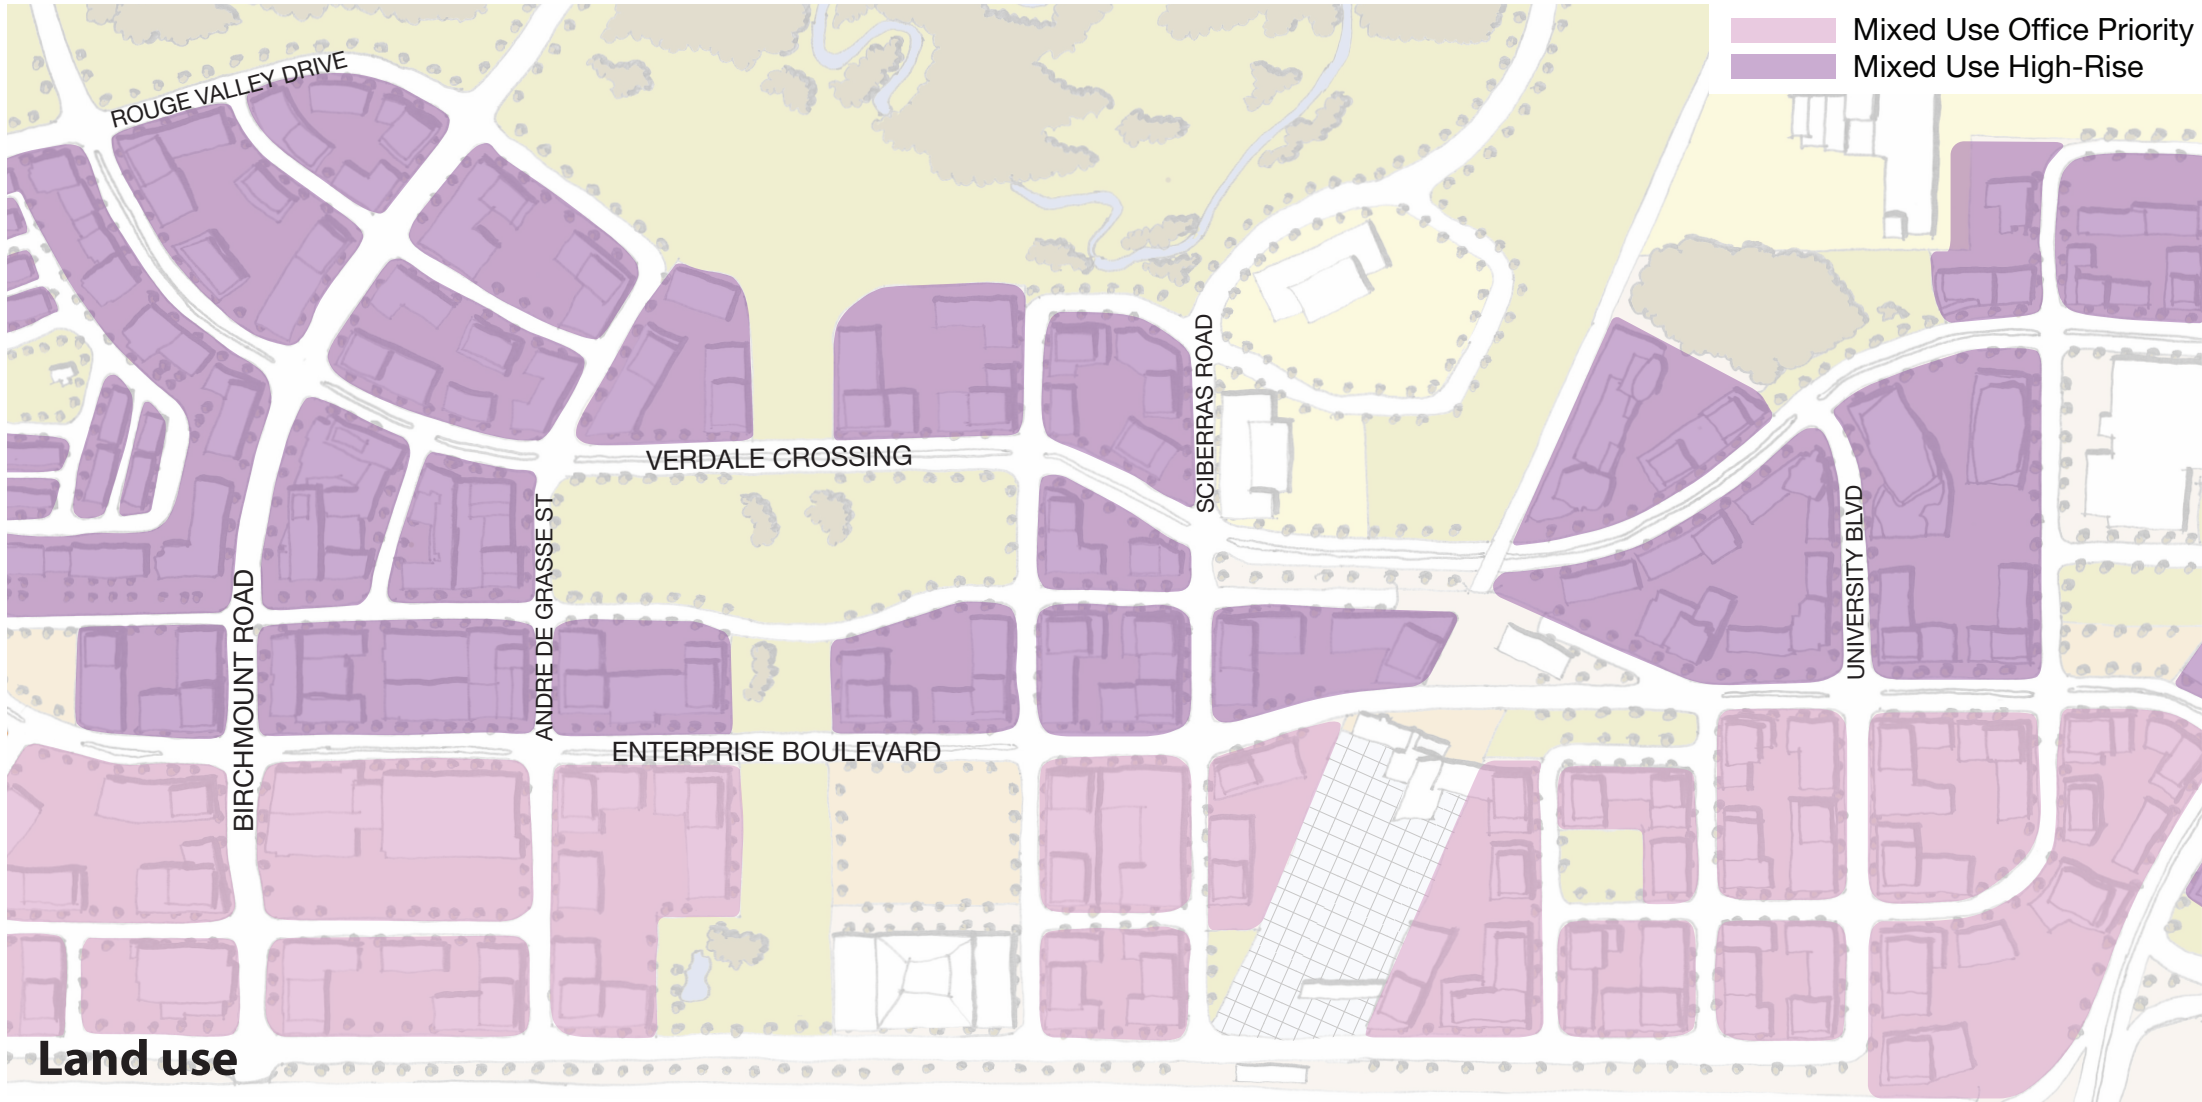 Mixed Use Office Priority
Mixed Use High-Rise
ROUGE VALLEY DRIVE
SCIBERRAS ROAD
VERDALE CROSSING
ANDRE DE GRASSE ST
UNIVERSITY BLVD
BIRCHMOUNT ROAD
ENTERPRISE BOULEVARD
Land use